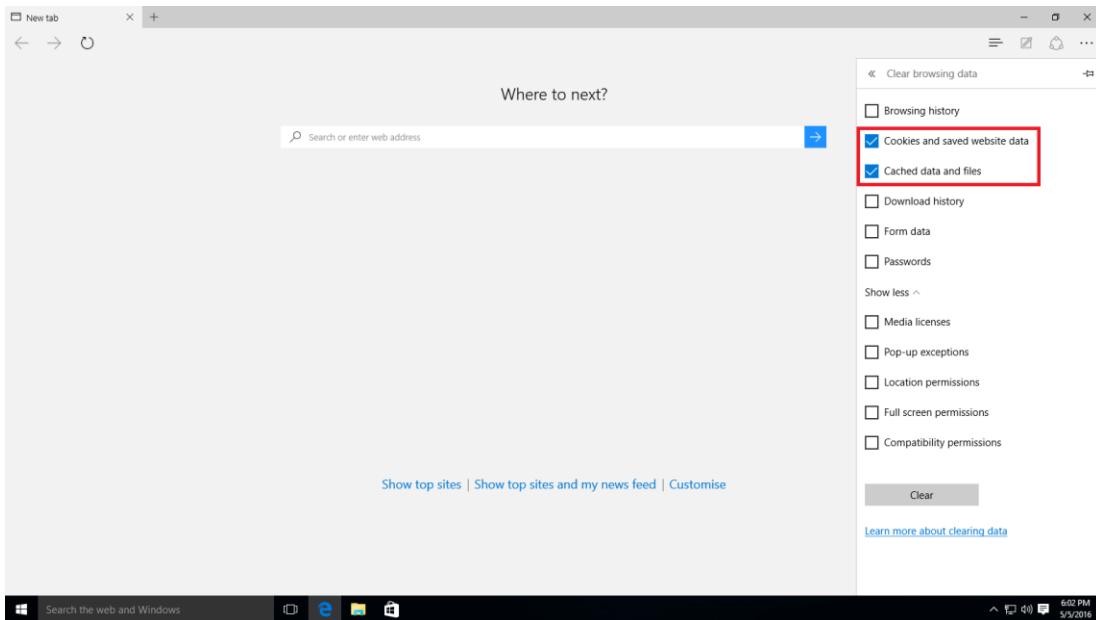 New tab
Where to next?
Search or enter web address
Show top sites | Show top sites and my news feed | Customise
Clear browsing data
Browsing history
Cookies and saved website data
Cached data and files
Download history
Form data
Passwords
Show less
Media licenses
Pop-up exceptions
Location permissions
Full screen permissions
Compatibility permissions
Clear
Learn more about clearing data
Search the web and Windows
6:02 PM
5/5/2016